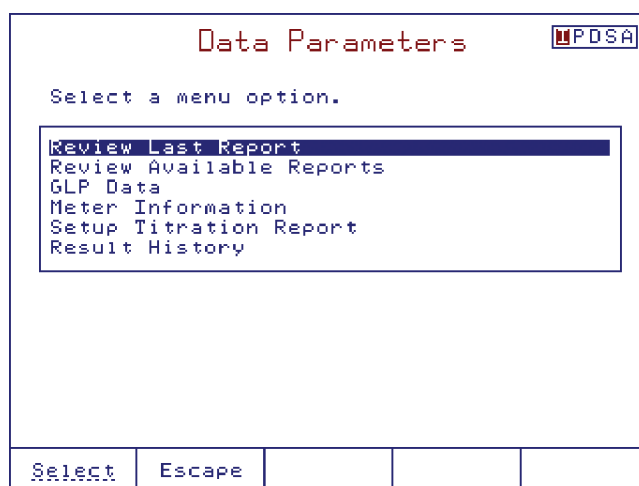 Data Parameters
IPDSA
Select a menu option.
Review Last Report
Review Available Reports
GLP Data
Meter Information
Setup Titration Report
Result History
Select Escape